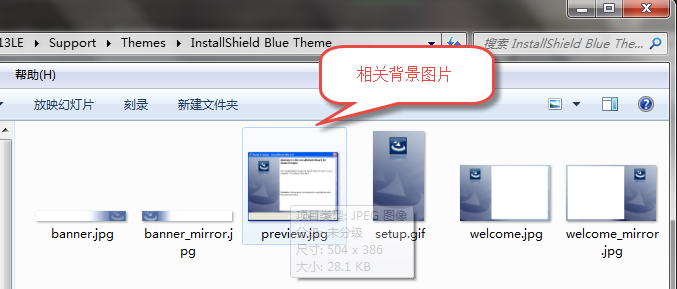 13LE ▸ Support ▸ Themes ▸ InstallShield Blue Theme
搜索 InstallShield Blue The...
帮助(H)
相关背景图片
放映幻灯片 刻录 新建文件夹
banner.jpg
banner_mirror.j
pg
preview.jpg
setup.gif
welcome.jpg
welcome_mirror
.jpg
项目类型: JPEG 图像
分级: 未分级
尺寸: 504 x 386
大小: 28.1 KB